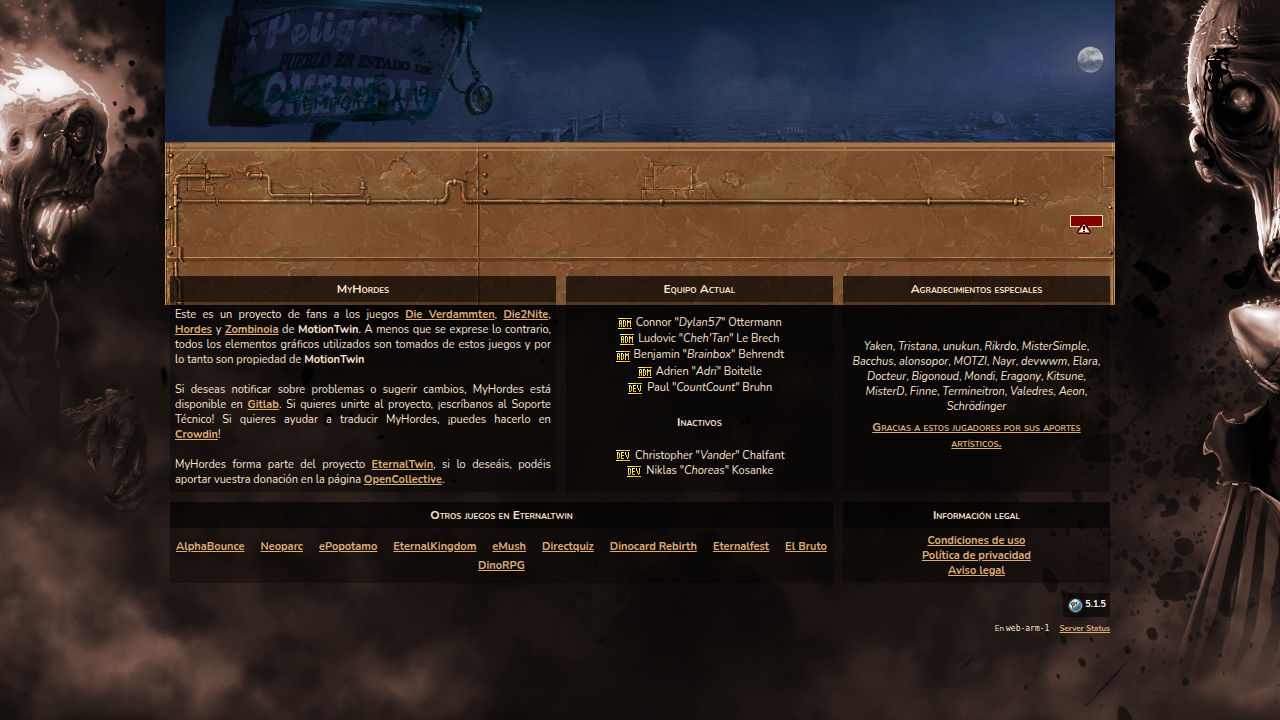 ¡Peligro!
PUEBLO EN ESTADO DE
MyHordes
Este es un proyecto de fans a los juegos Die Verdammten, Die2Nite,
Hordes y Zombinoia de MotionTwin. A menos que se exprese lo contrario,
todos los elementos gráficos utilizados son tomados de estos juegos y por
lo tanto son propiedad de MotionTwin
Si deseas notificar sobre problemas o sugerir cambios, MyHordes está
disponible en Gitlab. Si quieres unirte al proyecto, ¡escríbanos al Soporte
Técnico! Si quieres ayudar a traducir MyHordes, ¡puedes hacerlo en
Crowdin!
MyHordes forma parte del proyecto EternalTwin, si lo deseáis, podéis
aportar vuestra donación en la página OpenCollective.
Equipo Actual
ADM Connor "Dylan57" Ottermann
ADM Ludovic "Cheh'Tan" Le Brech
ADM Benjamin "Brainbox" Behrendt
ADM Adrien "Adri" Boitelle
DEV Paul "CountCount" Bruhn
Inactivos
DEV Christopher "Vander" Chalfant
DEV Niklas "Choreas" Kosanke
Agradecimientos especiales
Yaken, Tristana, unukun, Rikrdo, MisterSimple,
Bacchus, alonsopor, MOTZI, Nayr, devwwm, Elara,
Docteur, Bigonoud, Mondi, Eragony, Kitsune,
MisterD, Finne, Termineitron, Valedres, Aeon,
Schrödinger
Gracias a estos jugadores por sus aportes
artísticos.
Otros juegos en Eternaltwin
AlphaBounce Neoparc ePopotamo EternalKingdom eMush Directquiz Dinocard Rebirth Eternalfest El Bruto
DinoRPG
Información legal
Condiciones de uso
Política de privacidad
Aviso legal
5.1.5
En web-arm-1 Server Status